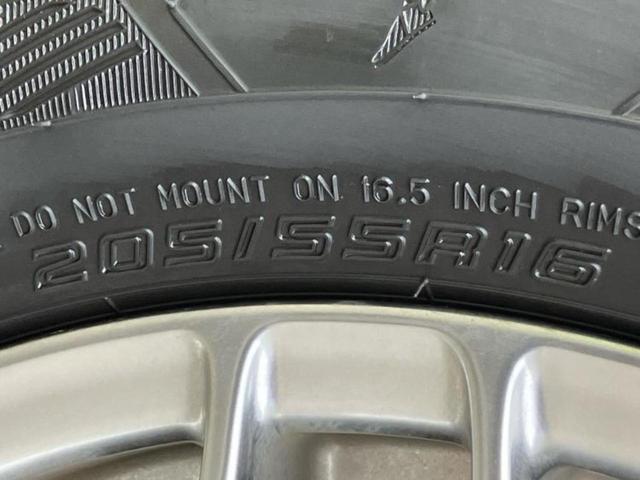 DO NOT MOUNT ON 16.5 INCH RIMS
205/55R16